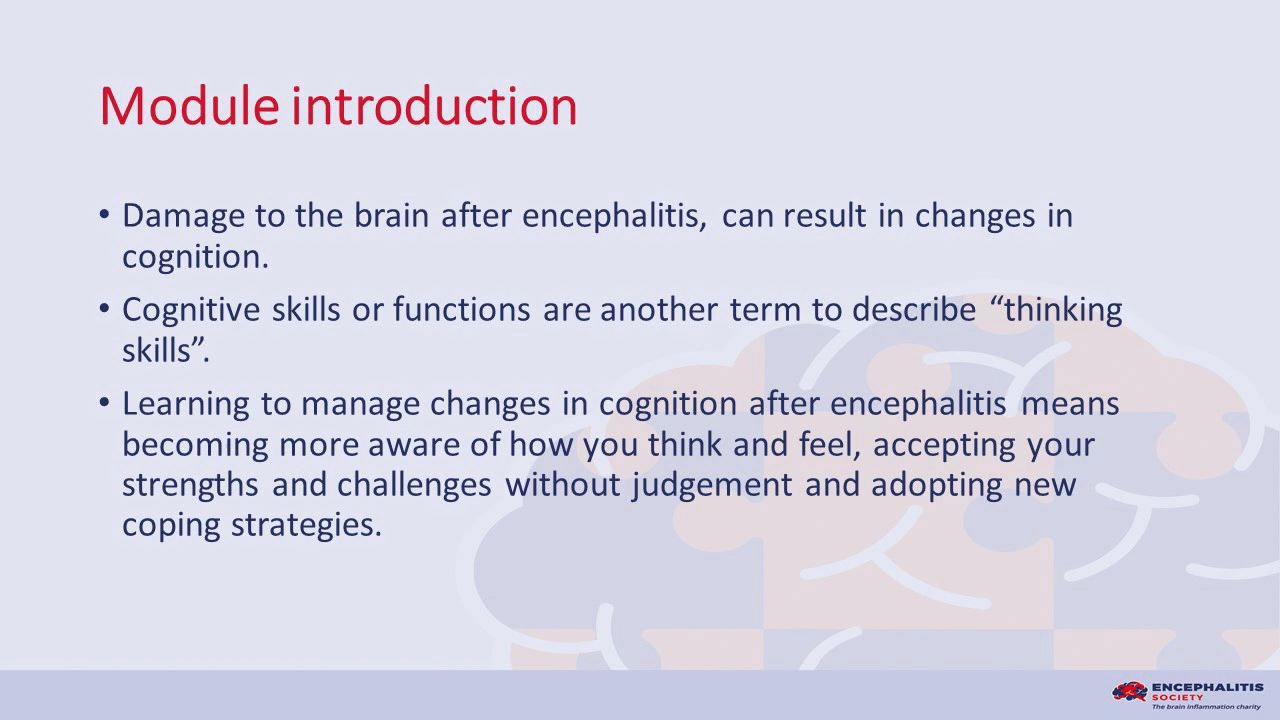 Module introduction
• Damage to the brain after encephalitis, can result in changes in
cognition.
• Cognitive skills or functions are another term to describe “thinking
skills”.
• Learning to manage changes in cognition after encephalitis means
becoming more aware of how you think and feel, accepting your
strengths and challenges without judgement and adopting new
coping strategies.
ENCEPHALITIS
SOCIETY
The brain inflammation charity